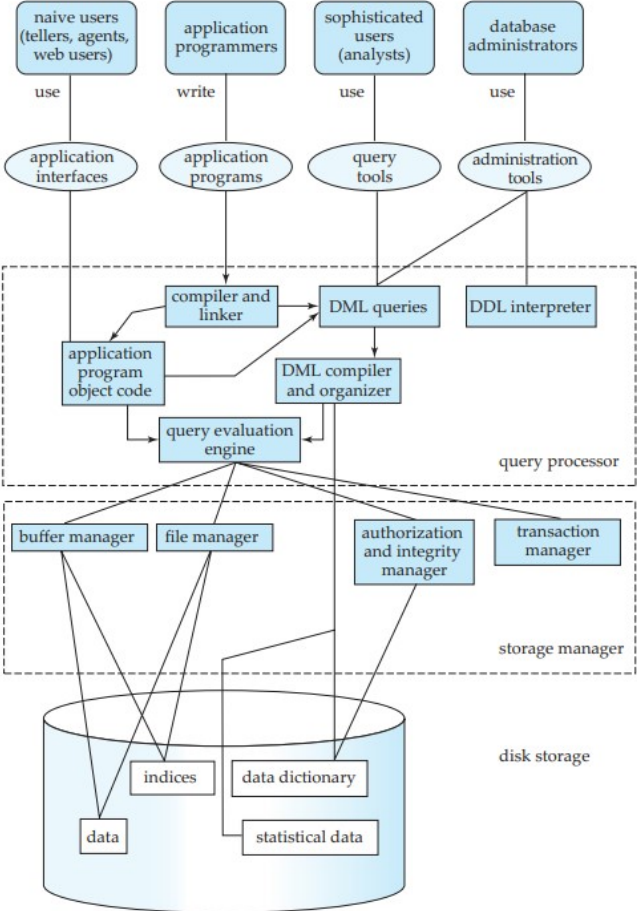 naive users
(tellers, agents,
web users)
application
programmers
sophisticated
users
(analysts)
database
administrators
use
write
use
use
application
interfaces
application
programs
query
tools
administration
tools
compiler and
linker
DML queries
DDL interpreter
application
program
object code
DML compiler
and organizer
query evaluation
engine
query processor
buffer manager
file manager
authorization
and integrity
manager
transaction
manager
storage manager
disk storage
indices
data dictionary
data
statistical data